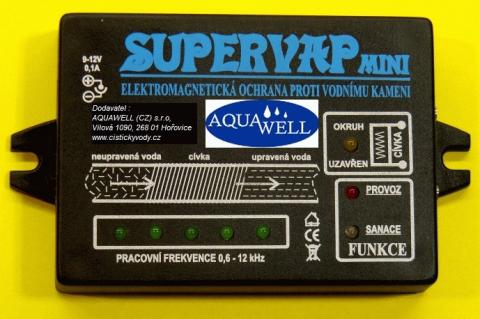 SUPERVAP MINI
9-12V
0,1A
ELEKTROMAGNETICKÁ OCHRANA PROTI VODNÍMU KAMENI
Dodavatel :
AQUAWELL (CZ) s.r.o,
Vilová 1090, 268 01 Hořovice
www.cistickyvody.cz
AQUA
WELL
OKRUH
UZAVŘEN
CÍVKA
neupravená voda cívka upravená voda
PROVOZ
SANACE
FUNKCE
PRACOVNÍ FREKVENCE 0,6 - 12 kHz
CE